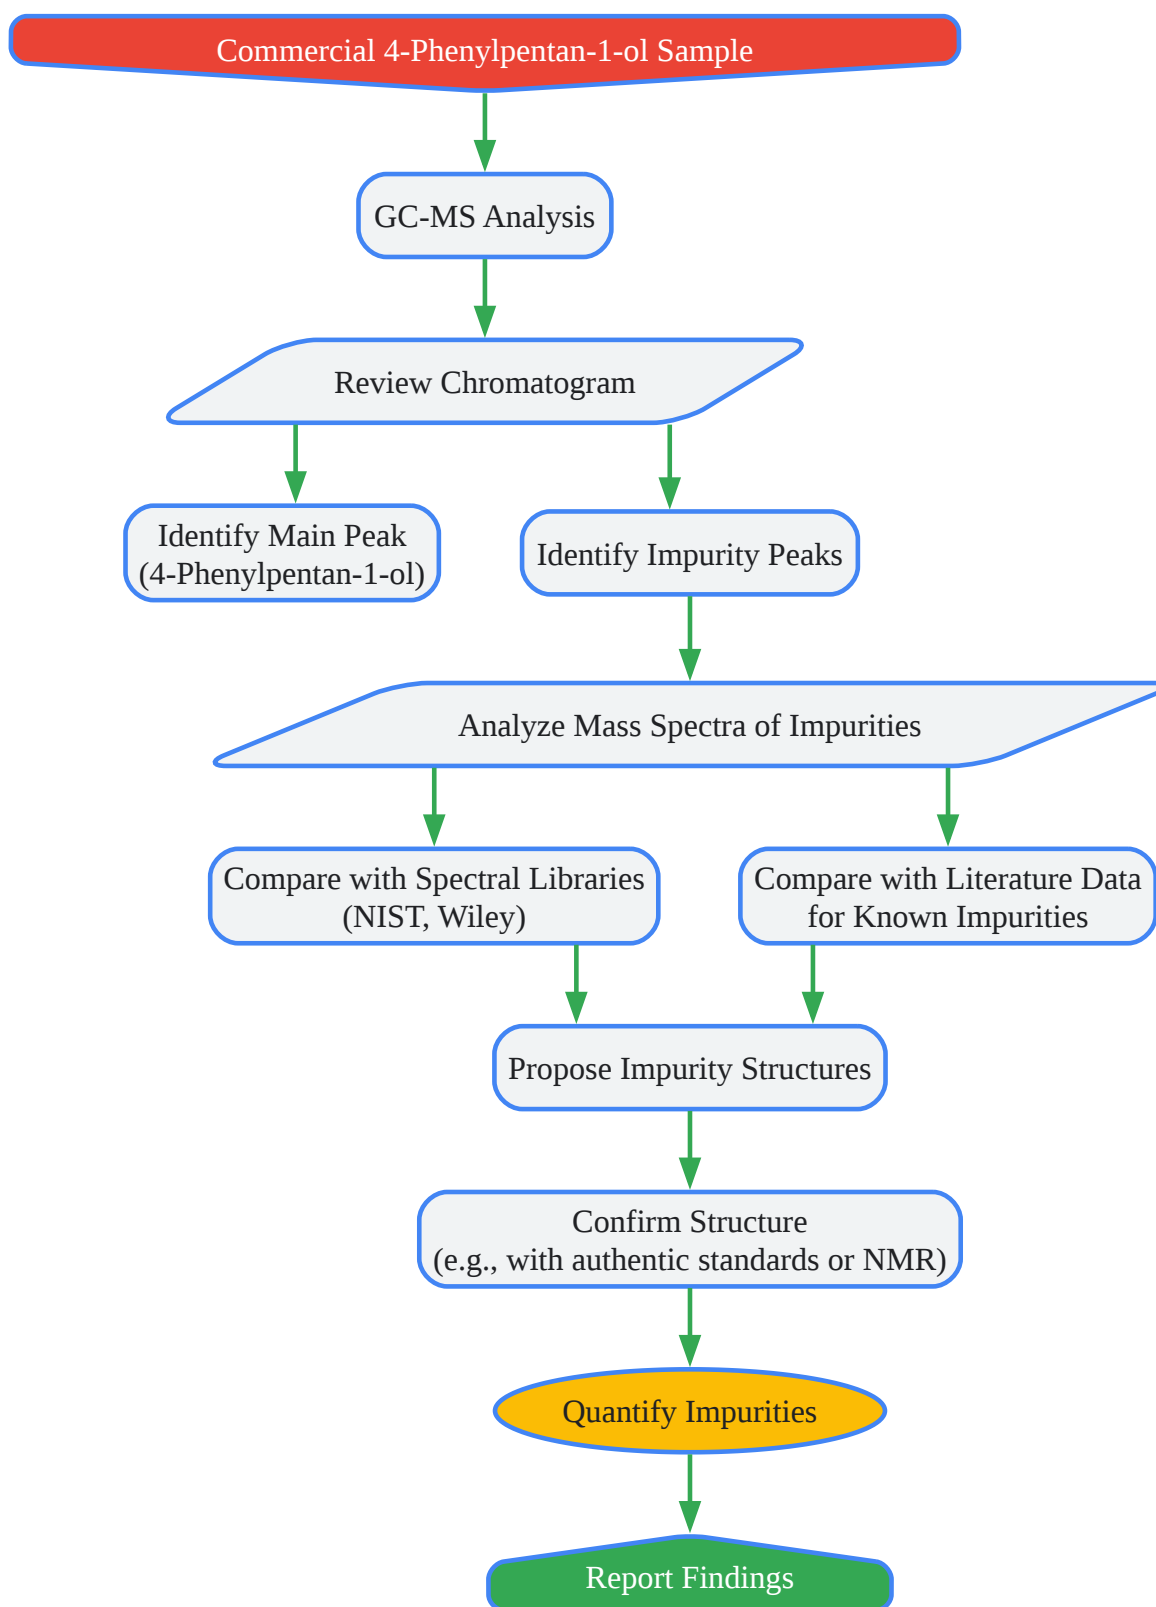 Commercial 4-Phenylpentan-1-ol Sample
GC-MS Analysis
Review Chromatogram
Identify Main Peak
(4-Phenylpentan-1-ol)
Identify Impurity Peaks
Analyze Mass Spectra of Impurities
Compare with Spectral Libraries
(NIST, Wiley)
Compare with Literature Data
for Known Impurities
Propose Impurity Structures
Confirm Structure
(e.g., with authentic standards or NMR)
Quantify Impurities
Report Findings